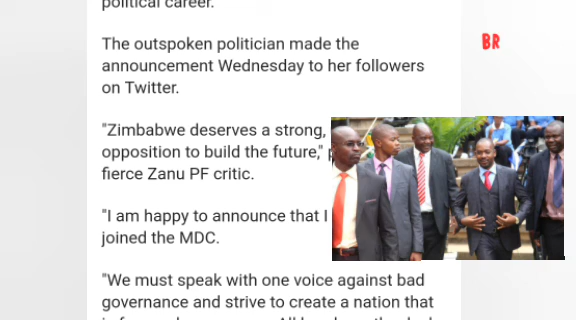 political career.
BR
The outspoken politician made the
announcement Wednesday to her followers
on Twitter.
"Zimbabwe deserves a strong,
opposition to build the future,"
fierce Zanu PF critic.
"I am happy to announce that I
joined the MDC.
"We must speak with one voice against bad
governance and strive to create a nation that